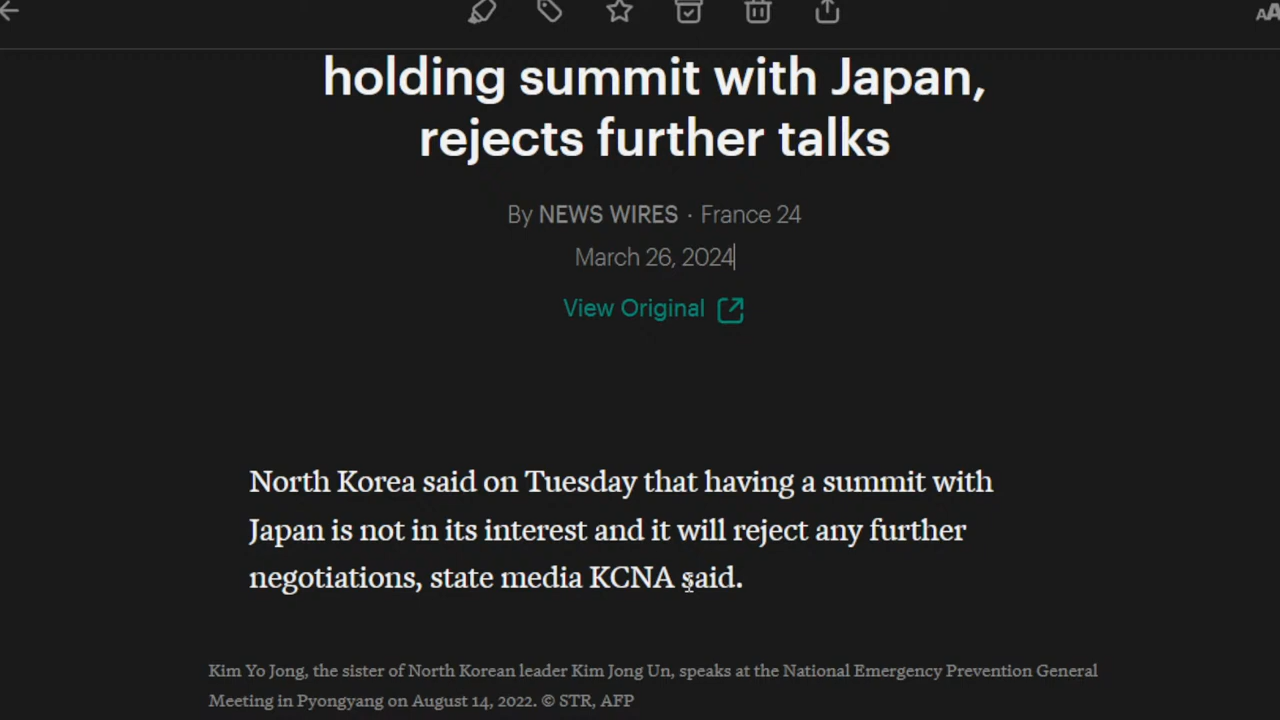 AA
holding summit with Japan,
rejects further talks
By NEWS WIRES · France 24
March 26, 2024
View Original
North Korea said on Tuesday that having a summit with
Japan is not in its interest and it will reject any further
negotiations, state media KCNA said.
Kim Yo Jong, the sister of North Korean leader Kim Jong Un, speaks at the National Emergency Prevention General
Meeting in Pyongyang on August 14, 2022. © STR, AFP